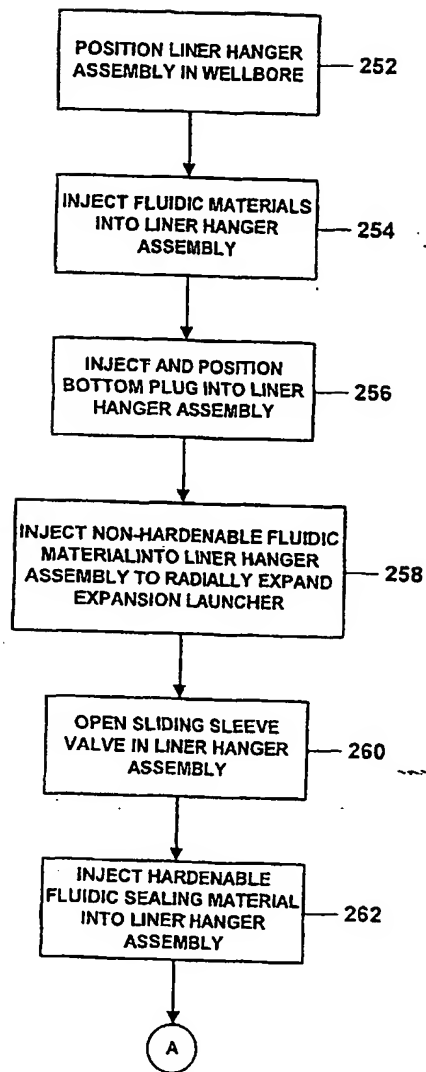 POSITION LINER HANGER
ASSEMBLY IN WELLBORE
252
INJECT FLUIDIC MATERIALS
INTO LINER HANGER
ASSEMBLY
254
INJECT AND POSITION
BOTTOM PLUG INTO LINER
HANGER ASSEMBLY
256
INJECT NON-HARDENABLE FLUIDIC
MATERIALINTO LINER HANGER
ASSEMBLY TO RADIALLY EXPAND
EXPANSION LAUNCHER
258
OPEN SLIDING SLEEVE
VALVE IN LINER HANGER
ASSEMBLY
260
INJECT HARDENABLE
FLUIDIC SEALING MATERIAL
INTO LINER HANGER
ASSEMBLY
262
A